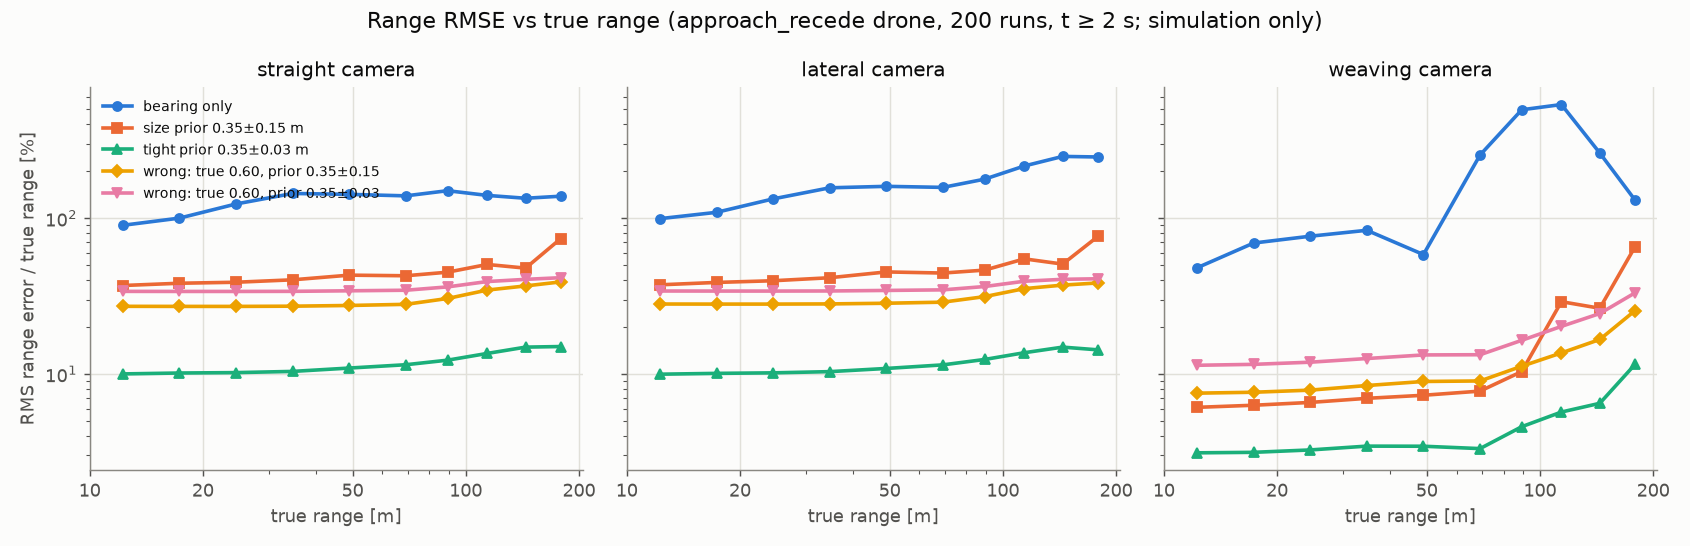 Range RMSE vs true range (approach_recede drone, 200 runs, t ≥ 2 s; simulation only)
straight camera
lateral camera
weaving camera
RMS range error / true range [%]
10²
10¹
bearing only
size prior 0.35±0.15 m
tight prior 0.35±0.03 m
wrong: true 0.60, prior 0.35±0.15
wrong: true 0.60, prior 0.35±0.03
10 20 50 100 200
10 20 50 100 200
10 20 50 100 200
true range [m]
true range [m]
true range [m]